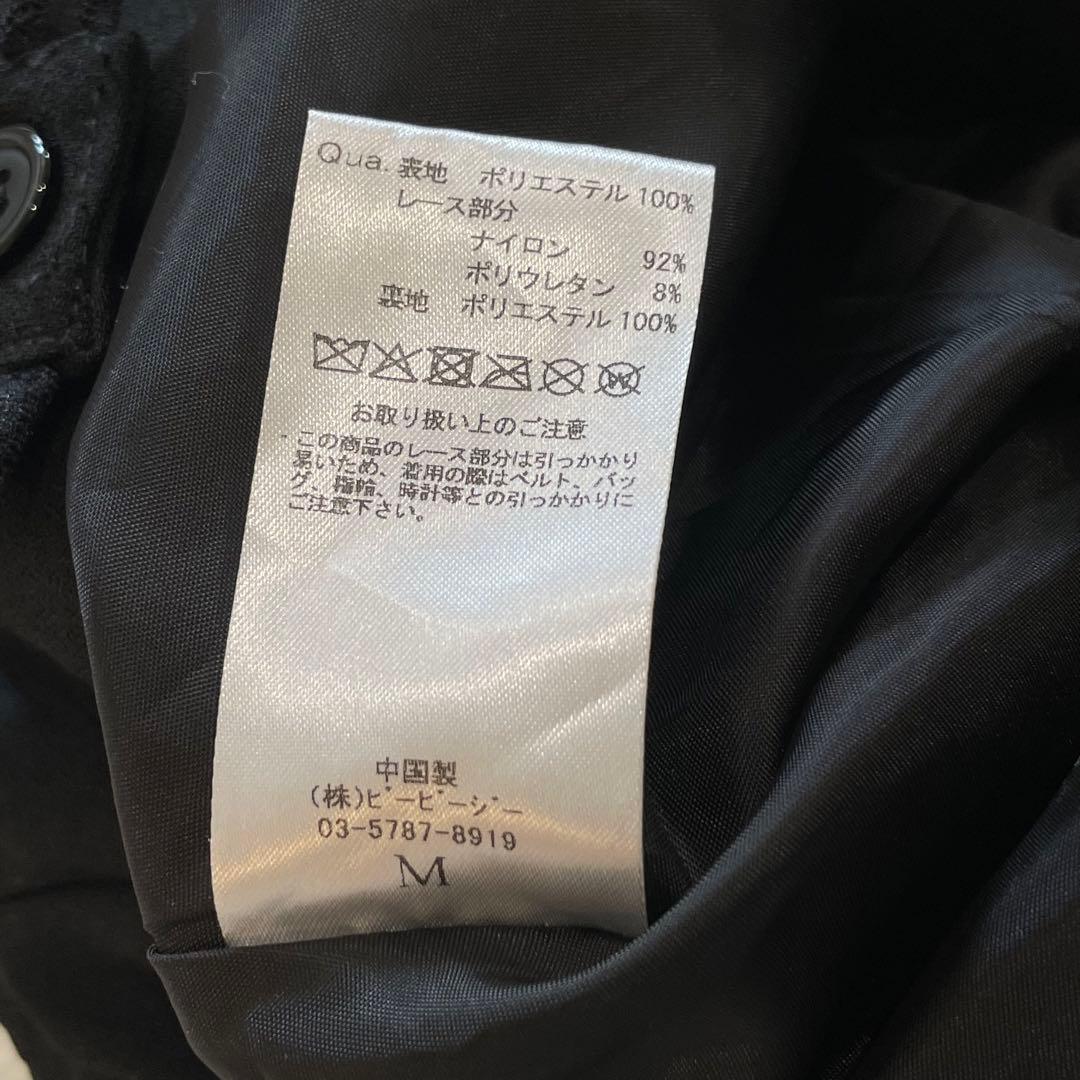 Qua. 表地 ポリエステル 100%
レース部分
ナイロン 92%
ポリウレタン 8%
裏地 ポリエステル 100%
お取り扱い上のご注意
・この商品のレース部分は引っかかり
易いため、着用の際はベルト、バッ
グ、指輪、時計等との引っかかりに
ご注意下さい。
中国製
(株)ビーピージー
03-5787-8919
M